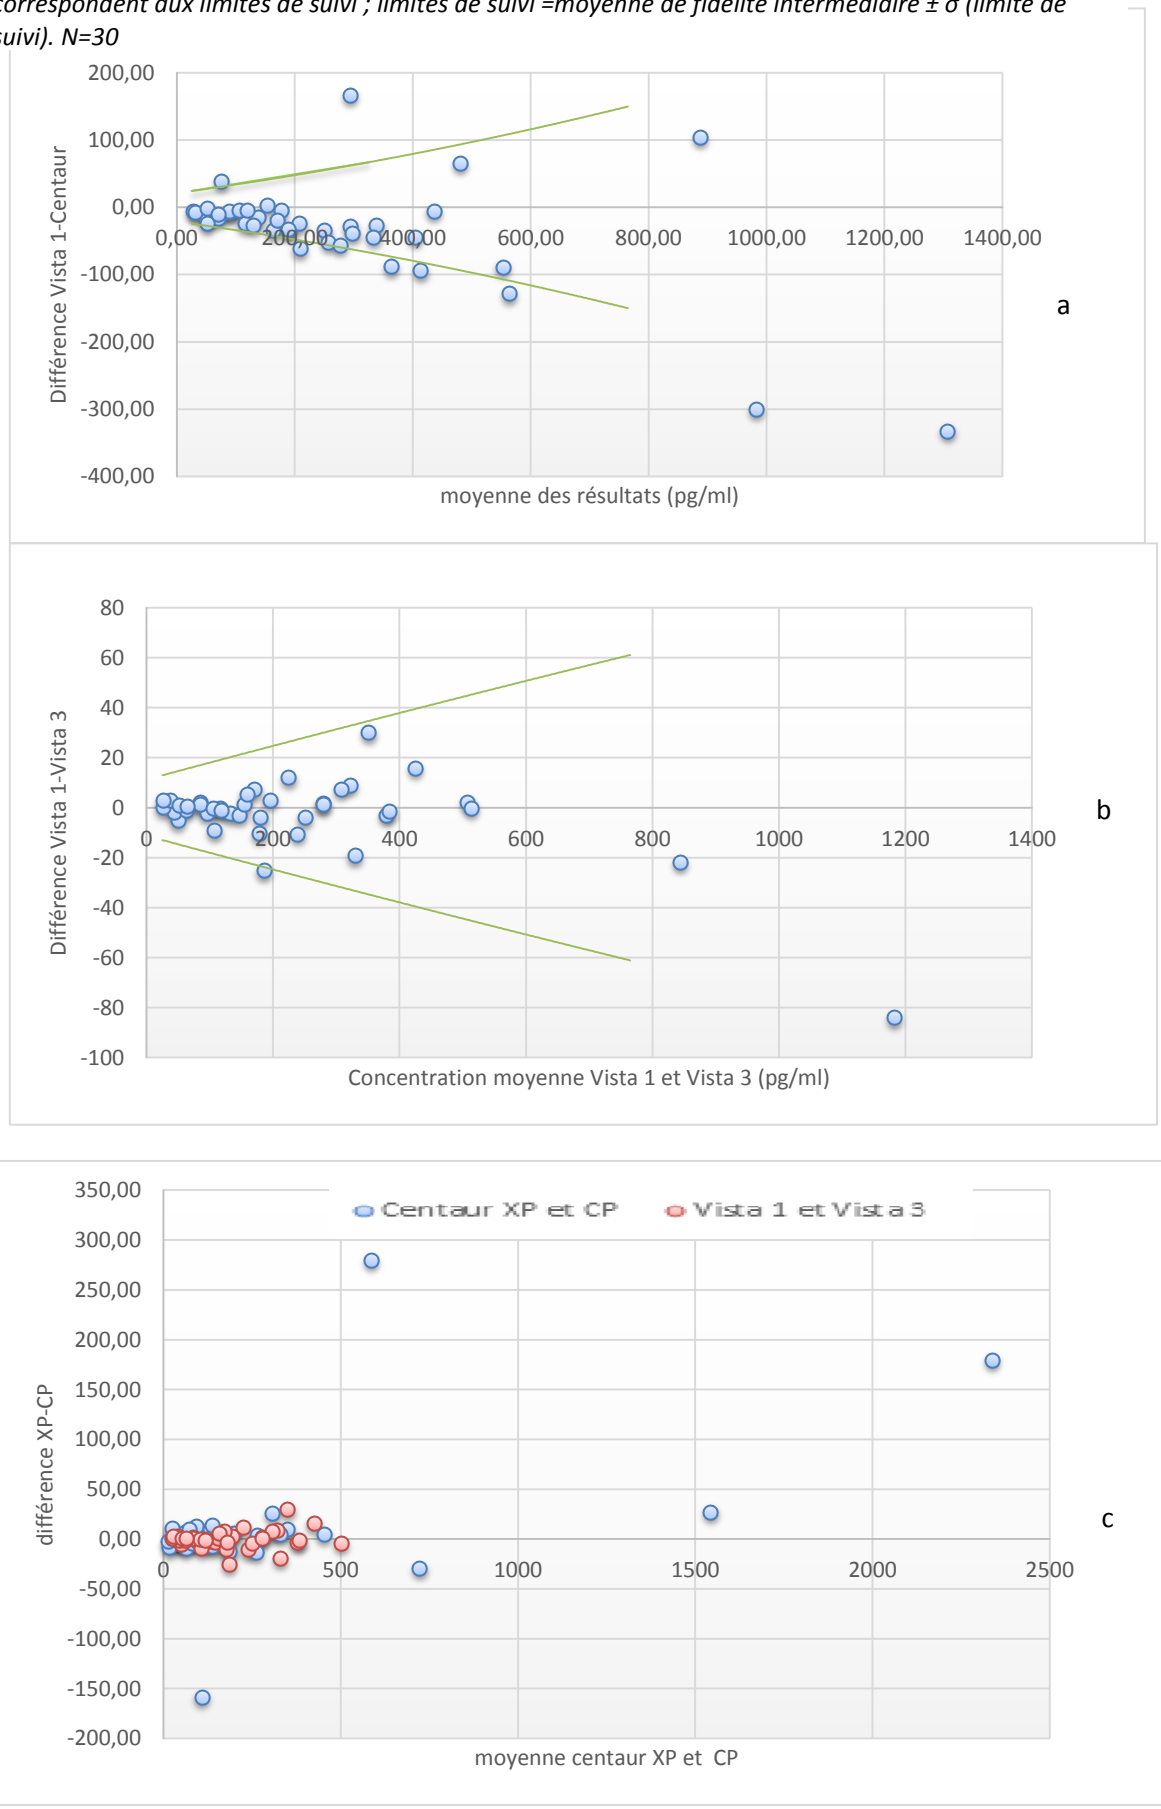 correspondent aux limites de suivi ; limites de suivi =moyenne de fidélité intermédiaire ± σ (limite de
suivi). N=30
200,00
100,00
0,00
-100,00
-200,00
-300,00
-400,00
Différence Vista 1-Centaur
0,00 200,00 400,00 600,00 800,00 1000,00 1200,00 1400,00
moyenne des résultats (pg/ml)
a
80
60
40
20
0
-20
-40
-60
-80
-100
Différence Vista 1-Vista 3
0 200 400 600 800 1000 1200 1400
Concentration moyenne Vista 1 et Vista 3 (pg/ml)
b
350,00
300,00
250,00
200,00
150,00
100,00
50,00
0,00
-50,00
-100,00
-150,00
-200,00
différence XP-CP
Centaur XP et CP Vista 1 et Vista 3
0 500 1000 1500 2000 2500
moyenne centaur XP et CP
c